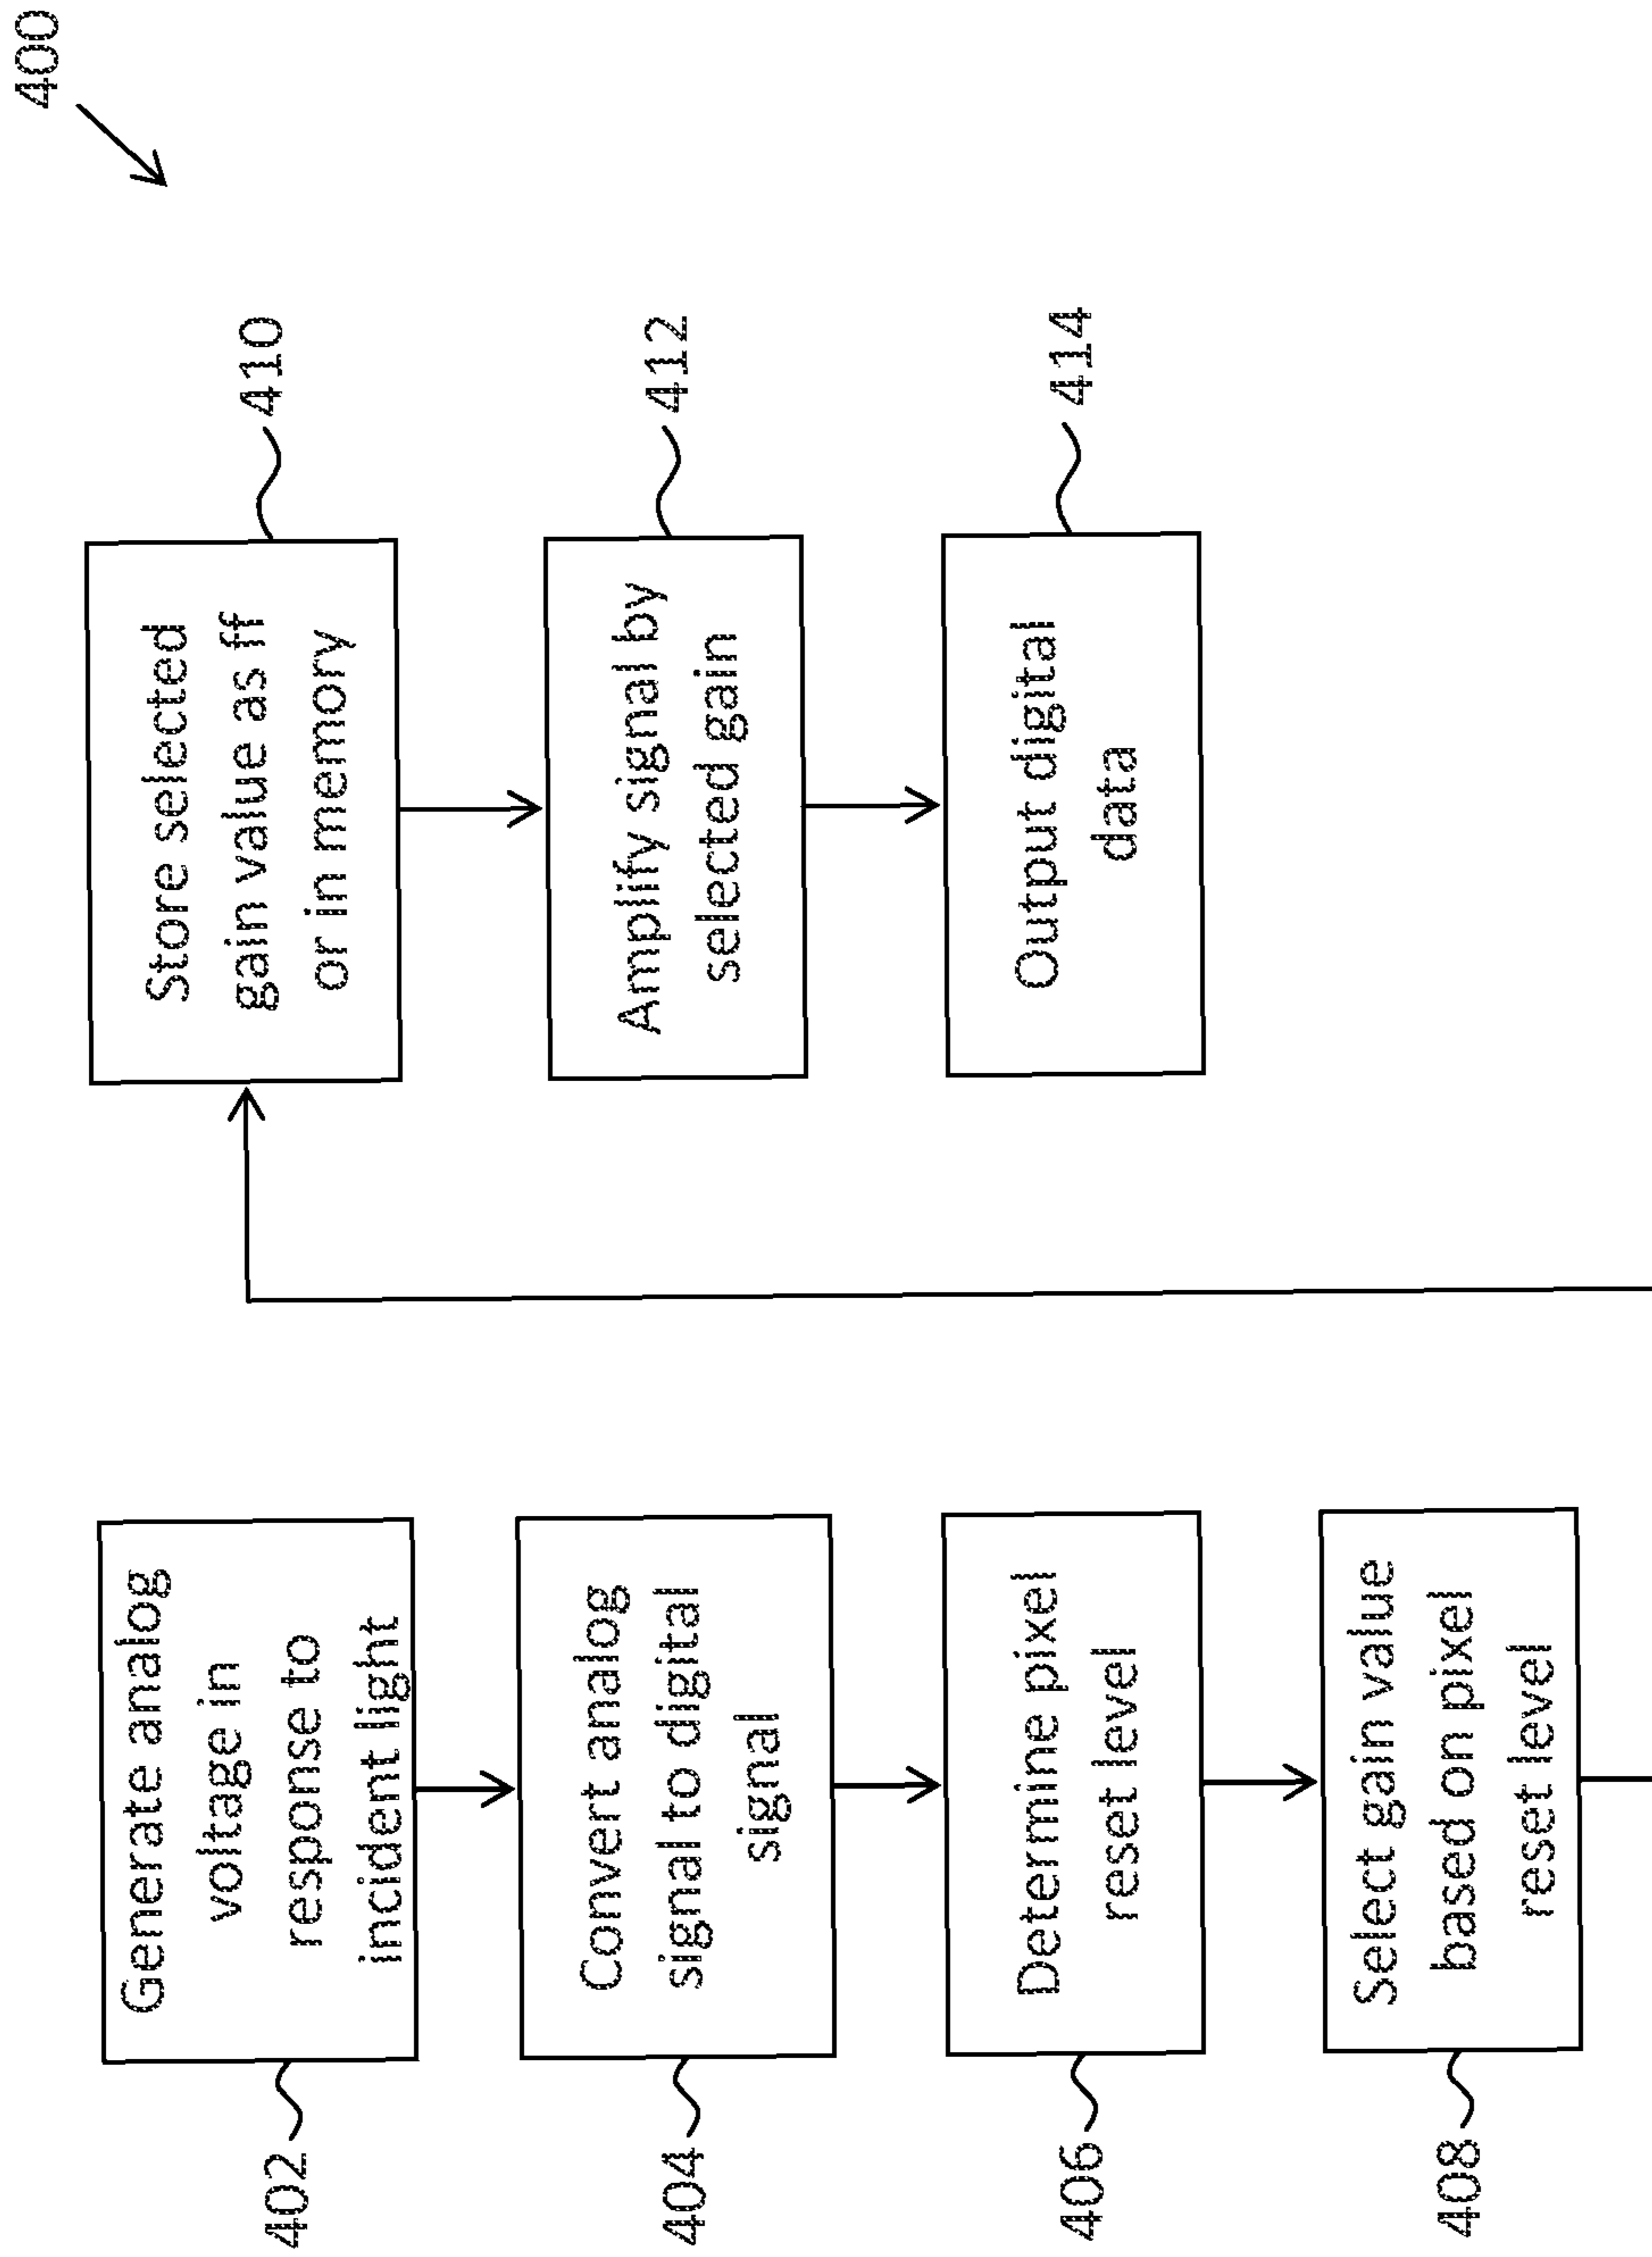 400
402
Generate analog
voltage in
response to
incident light
404
Convert analog
signal to digital
signal
406
Determine pixel
reset level
408
Select gain value
based on pixel
reset level
Store selected
gain value as ff
or in memory
410
Amplify signal by
selected gain
412
Output digital
data
414